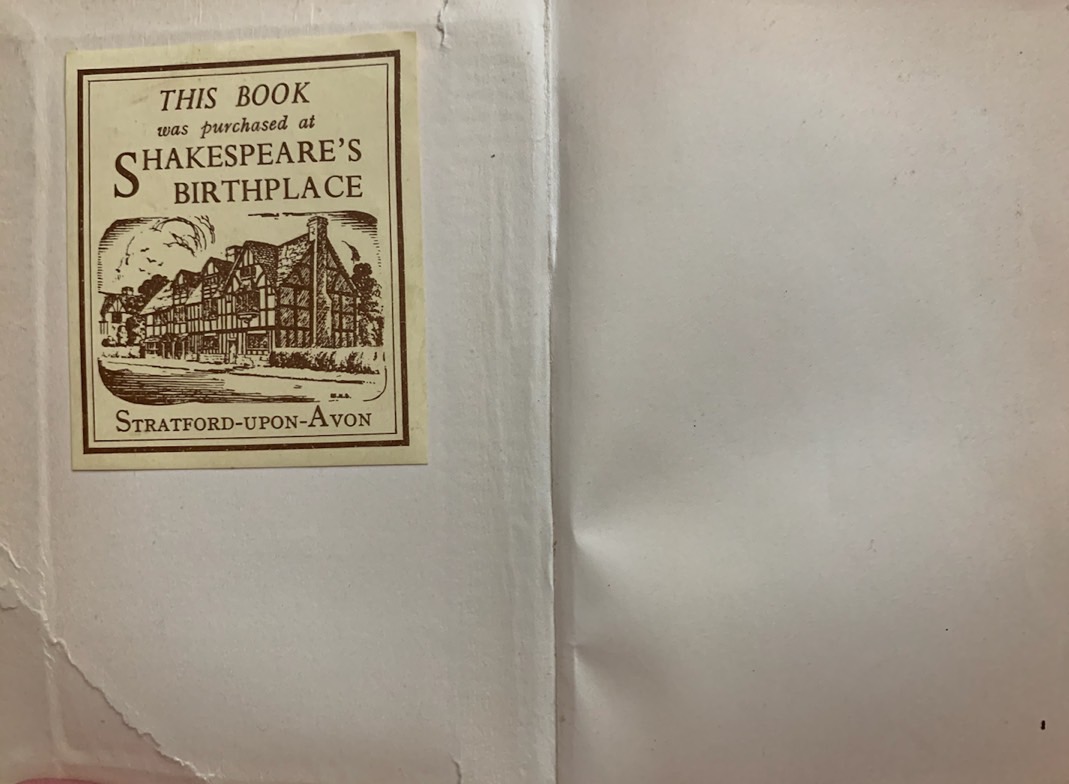 THIS BOOK
was purchased at
SHAKESPEARE'S
BIRTHPLACE
STRATFORD-UPON-AVON